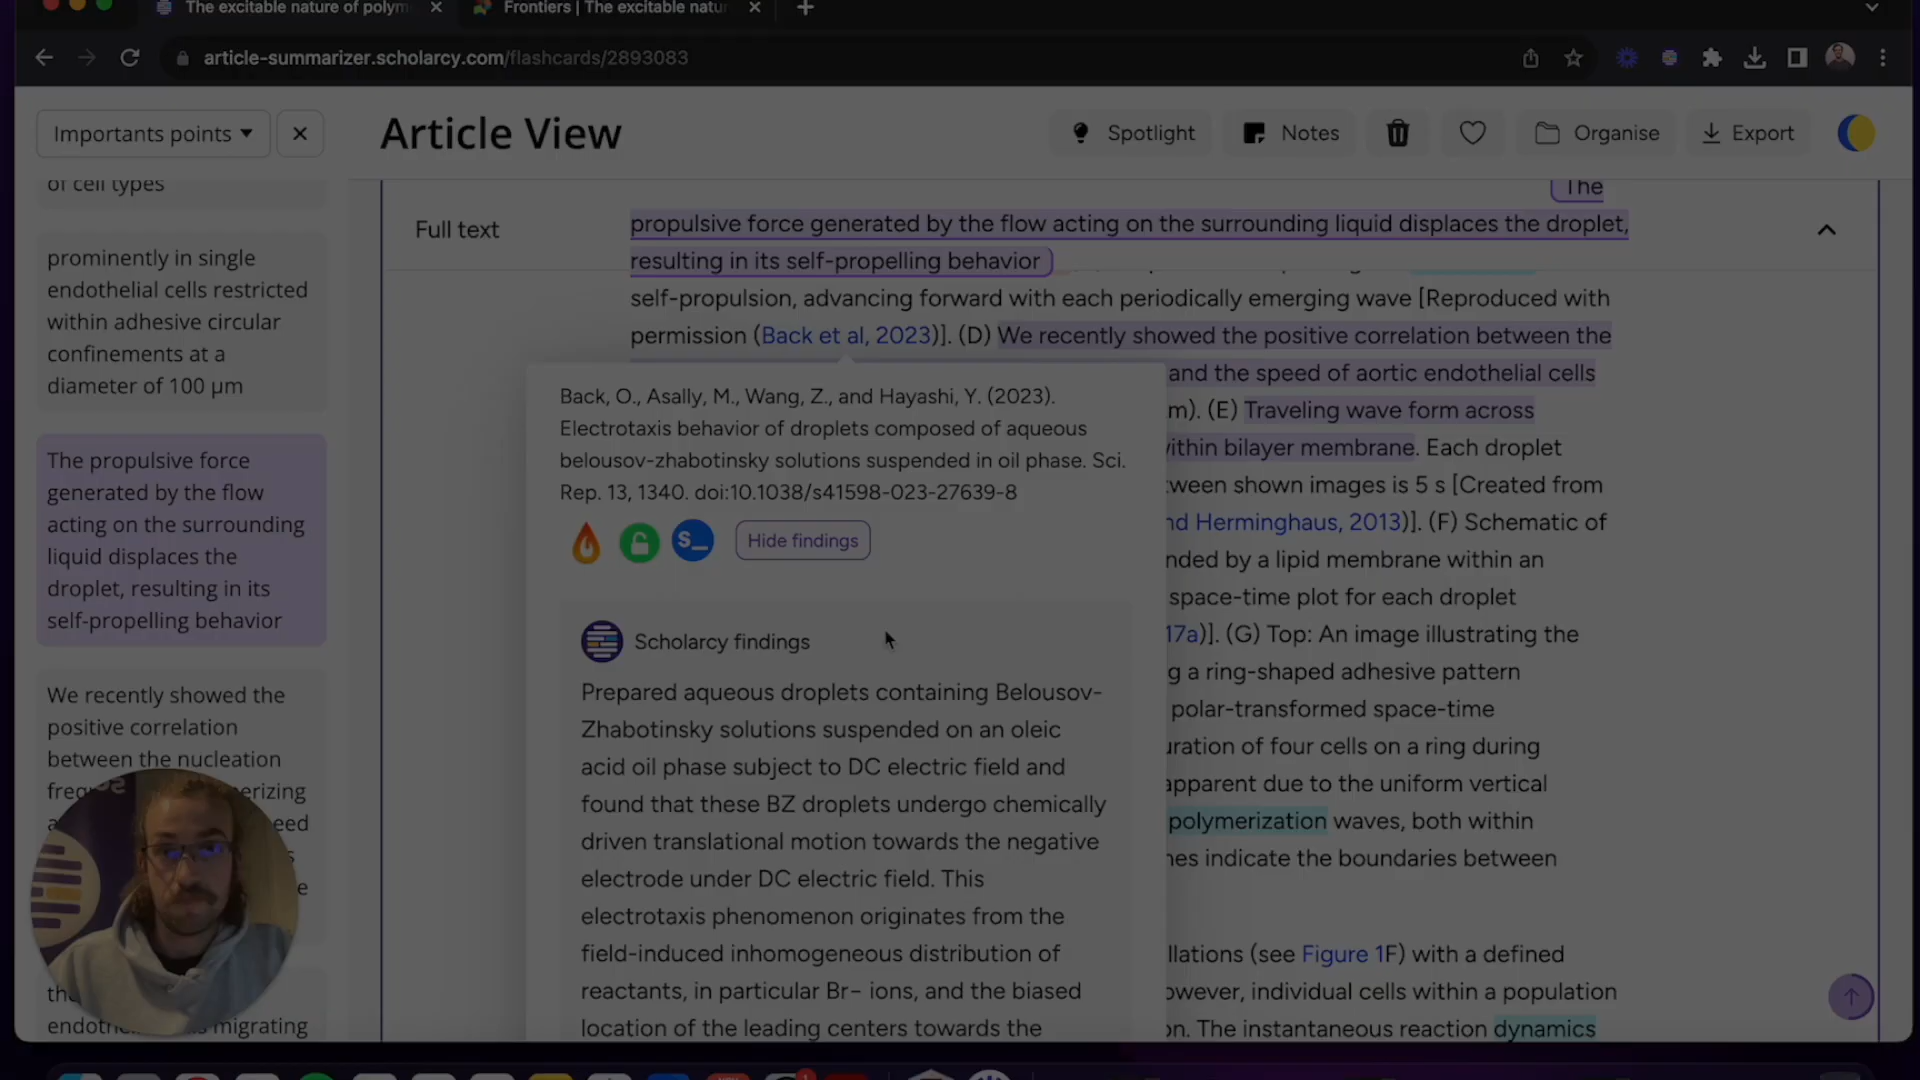 The excitable nature of polym
Frontiers | The excitable natur
article-summarizer.scholarcy.com/flashcards/2893083
Importants points
Article View
Spotlight
Notes
Organise
Export
of cell types
prominently in single
endothelial cells restricted
within adhesive circular
confinements at a
diameter of 100 μm
The propulsive force
generated by the flow
acting on the surrounding
liquid displaces the
droplet, resulting in its
self-propelling behavior
We recently showed the
positive correlation
between the nucleation
migrating
Full text
The
propulsive force generated by the flow acting on the surrounding liquid displaces the droplet,
resulting in its self-propelling behavior
self-propulsion, advancing forward with each periodically emerging wave [Reproduced with
permission (Back et al, 2023)]. (D) We recently showed the positive correlation between the
and the speed of aortic endothelial cells
m). (E) Traveling wave form across
ithin bilayer membrane. Each droplet
ween shown images is 5 s [Created from
nd Herminghaus, 2013)]. (F) Schematic of
nded by a lipid membrane within an
space-time plot for each droplet
17a)]. (G) Top: An image illustrating the
g a ring-shaped adhesive pattern
polar-transformed space-time
uration of four cells on a ring during
apparent due to the uniform vertical
polymerization waves, both within
nes indicate the boundaries between
llations (see Figure 1F) with a defined
owever, individual cells within a population
on. The instantaneous reaction dynamics
Back, O., Asally, M., Wang, Z., and Hayashi, Y. (2023).
Electrotaxis behavior of droplets composed of aqueous
belousov-zhabotinsky solutions suspended in oil phase. Sci.
Rep. 13, 1340. doi:10.1038/s41598-023-27639-8
S_
Hide findings
Scholarcy findings
Prepared aqueous droplets containing Belousov-
Zhabotinsky solutions suspended on an oleic
acid oil phase subject to DC electric field and
found that these BZ droplets undergo chemically
driven translational motion towards the negative
electrode under DC electric field. This
electrotaxis phenomenon originates from the
field-induced inhomogeneous distribution of
reactants, in particular Br− ions, and the biased
location of the leading centers towards the